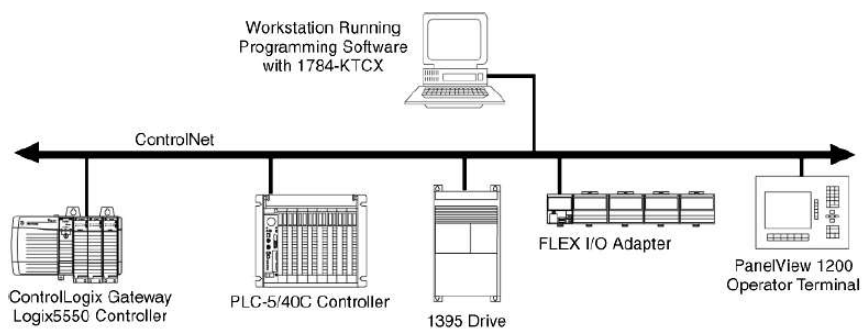 Workstation Running
Programming Software
with 1784-KTCX
ControlNet
ControlLogix Gateway
Logix5550 Controller
PLC-5/40C Controller
1395 Drive
FLEX I/O Adapter
PanelView 1200
Operator Terminal